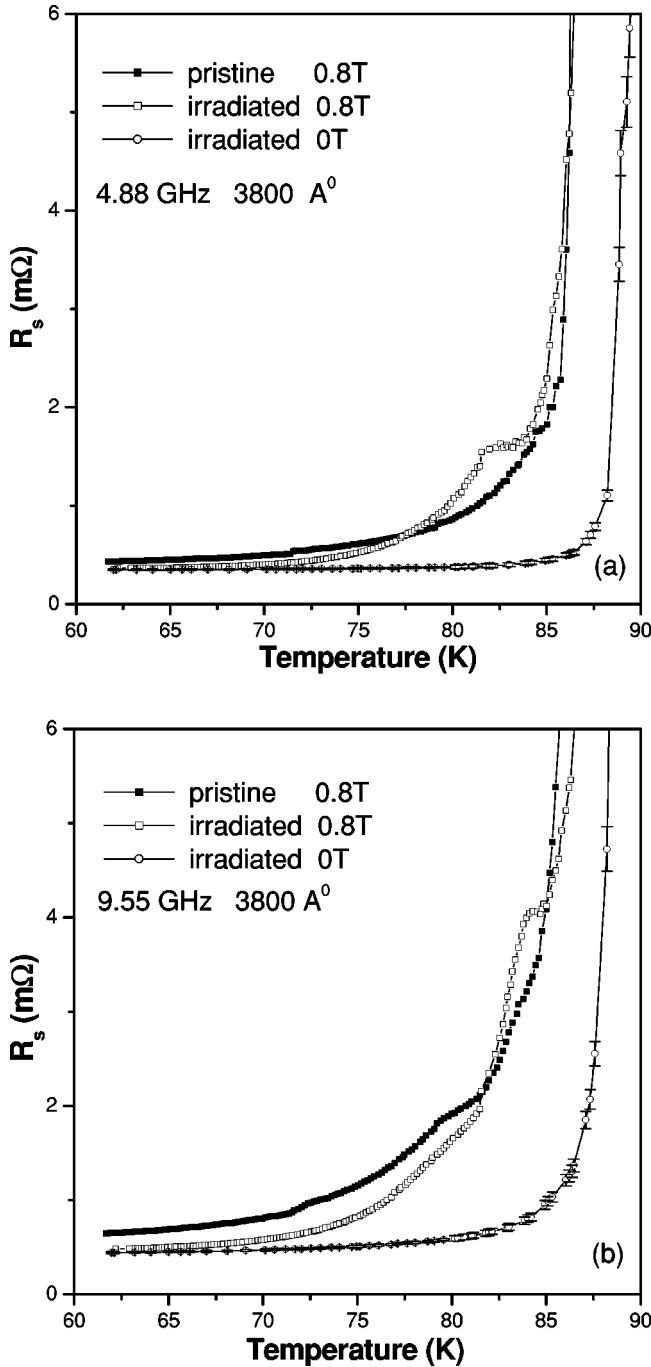 6
pristine 0.8T
irradiated 0.8T
irradiated 0T
4.88 GHz 3800 A⁰
4
Rₛ (mΩ)
2
(a)
0
60 65 70 75 80 85 90
Temperature (K)
6
pristine 0.8T
irradiated 0.8T
irradiated 0T
9.55 GHz 3800 A⁰
4
Rₛ (mΩ)
2
(b)
0
60 65 70 75 80 85 90
Temperature (K)